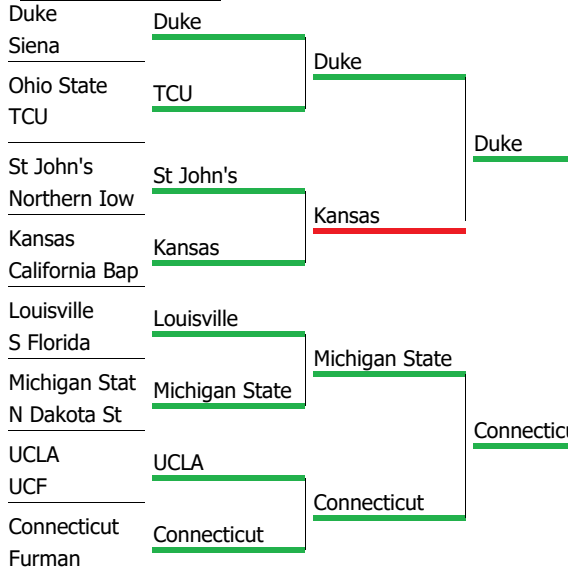 Duke
Siena
Ohio State
TCU
St John's
Northern Iow
Kansas
California Bap
Louisville
S Florida
Michigan Stat
N Dakota St
UCLA
UCF
Connecticut
Furman
Duke
TCU
St John's
Kansas
Louisville
Michigan State
UCLA
Connecticut
Duke
Kansas
Michigan State
Connecticut
Duke
Connecticu